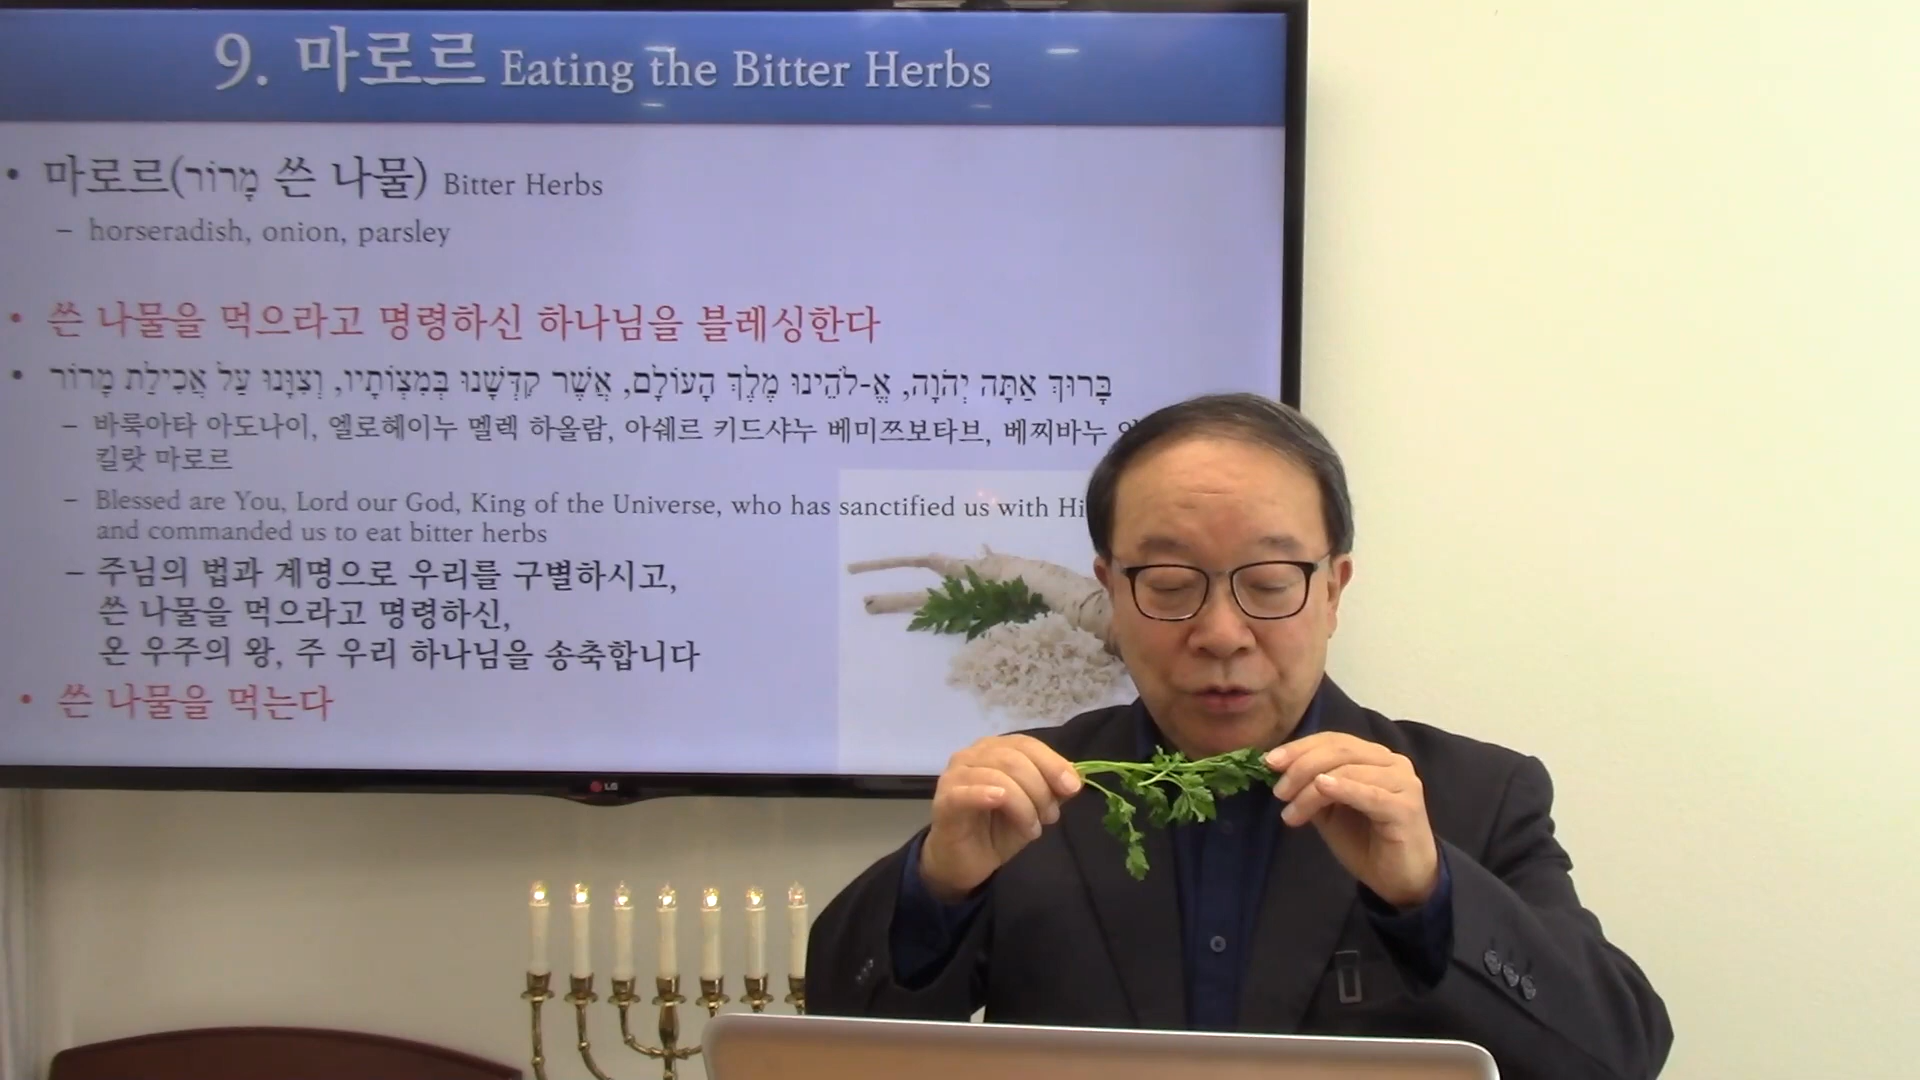 9. 마로르 Eating the Bitter Herbs
• 마로르(מָרוֹר 쓴 나물) Bitter Herbs
– horseradish, onion, parsley
• 쓴 나물을 먹으라고 명령하신 하나님을 블레싱한다
• בָּרוּךְ אַתָּה יְהֹוָה, אֱ-לֹהֵינוּ מֶלֶךְ הָעוֹלָם, אֲשֶׁר קִדְּשָׁנוּ בְּמִצְוֹתָיו, וְצִוָּנוּ עַל אֲכִילַת מָרוֹר
–바룩아타 아도나이, 엘로헤이누 멜렉 하올람, 아쉐르 키드샤누 베미쯔보타브, 베찌바누
킬랏 마로르
– Blessed are You, Lord our God, King of the Universe, who has sanctified us with
and commanded us to eat bitter herbs
– 주님의 법과 계명으로 우리를 구별하시고,
쓴 나물을 먹으라고 명령하신,
온 우주의 왕, 주 우리 하나님을 송축합니다
• 쓴 나물을 먹는다
LG